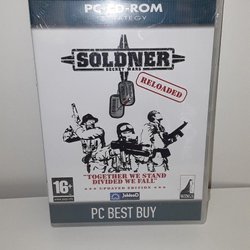 PC CD-ROM
STRATEGY
SOLDNER
SECRET WARS
RELOADED
"TOGETHER WE STAND
DIVIDED WE FALL"
UPDATED EDITION
16+
JoWooD
PC BEST BUY